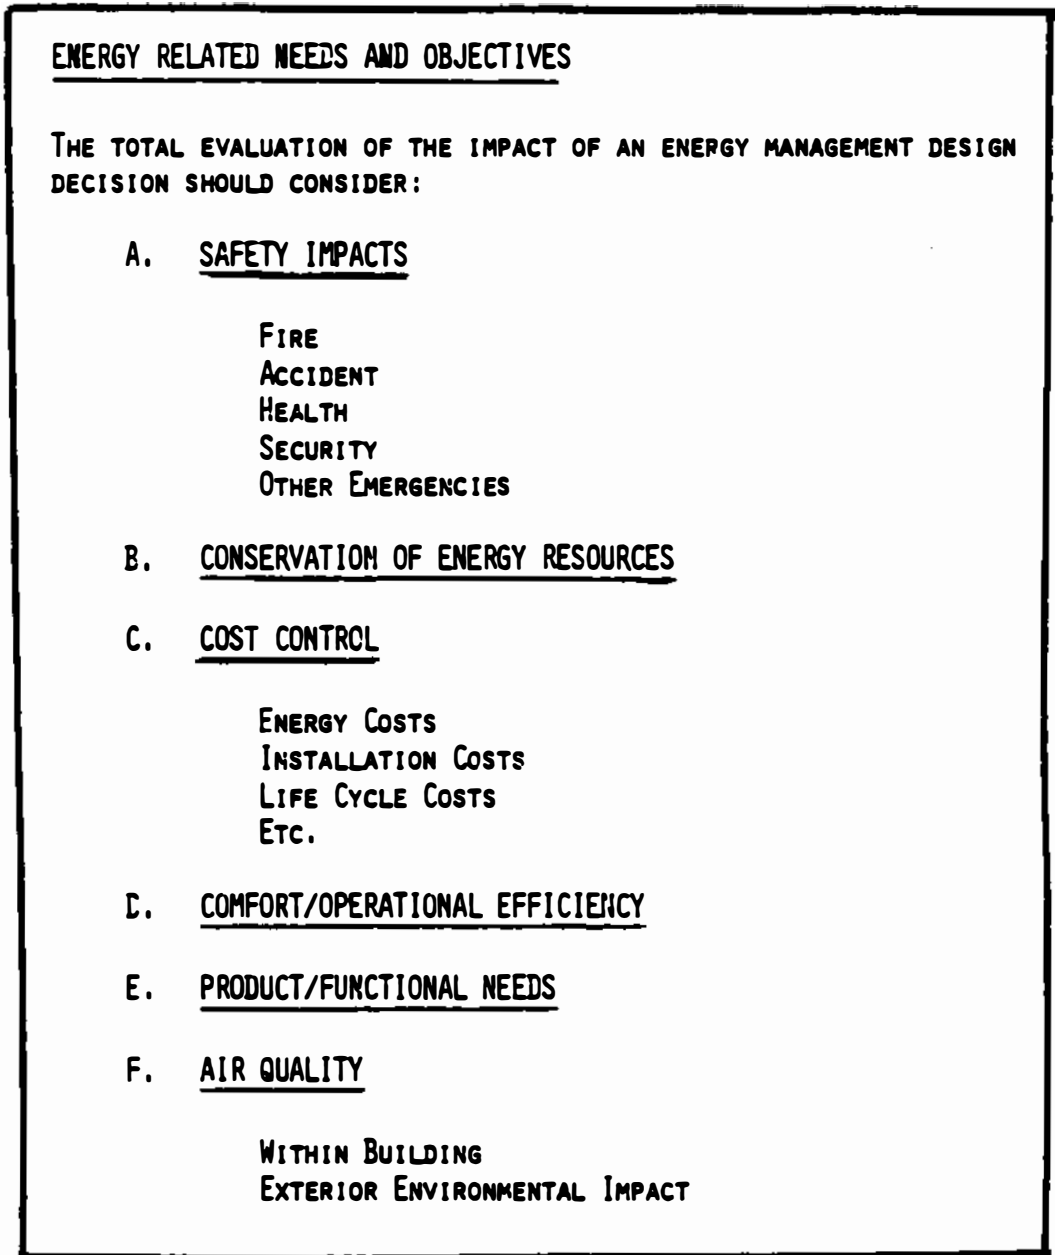 ENERGY RELATED NEEDS AND OBJECTIVES
THE TOTAL EVALUATION OF THE IMPACT OF AN ENERGY MANAGEMENT DESIGN
DECISION SHOULD CONSIDER:
A. SAFETY IMPACTS
FIRE
ACCIDENT
HEALTH
SECURITY
OTHER EMERGENCIES
B. CONSERVATION OF ENERGY RESOURCES
C. COST CONTROL
ENERGY COSTS
INSTALLATION COSTS
LIFE CYCLE COSTS
ETC.
D. COMFORT/OPERATIONAL EFFICIENCY
E. PRODUCT/FUNCTIONAL NEEDS
F. AIR QUALITY
WITHIN BUILDING
EXTERIOR ENVIRONMENTAL IMPACT